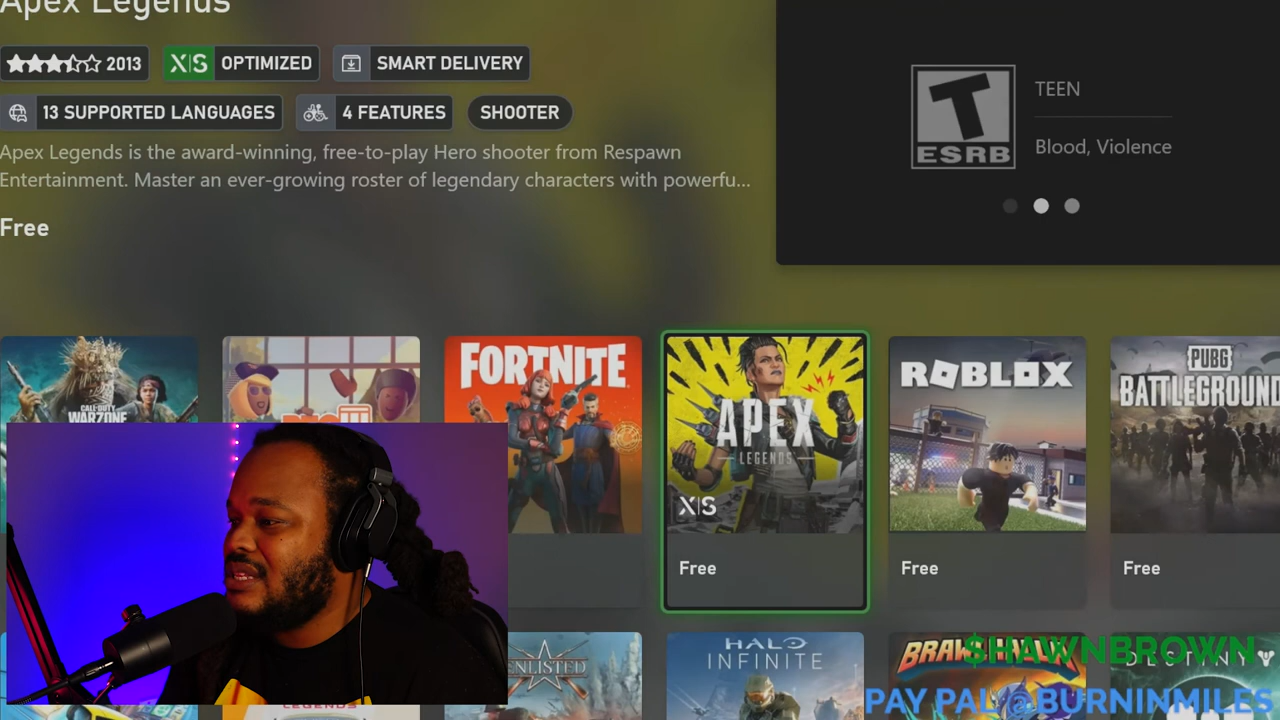 Apex Legends
2013
X|S OPTIMIZED
SMART DELIVERY
13 SUPPORTED LANGUAGES
4 FEATURES
SHOOTER
Apex Legends is the award-winning, free-to-play Hero shooter from Respawn
Entertainment. Master an ever-growing roster of legendary characters with powerfu...
Free
T
ESRB
TEEN
Blood, Violence
CALL·DUTY
WARZONE
FORTNITE
APEX
LEGENDS
X|S
Free
ROBLOX
Free
PUBG
BATTLEGROUND
Free
LEGENDS
ENLISTED
HALO
INFINITE
BRAWLHALLA
DESTINY
$HAWNBROWN
PAY PAL@BURNINMILES